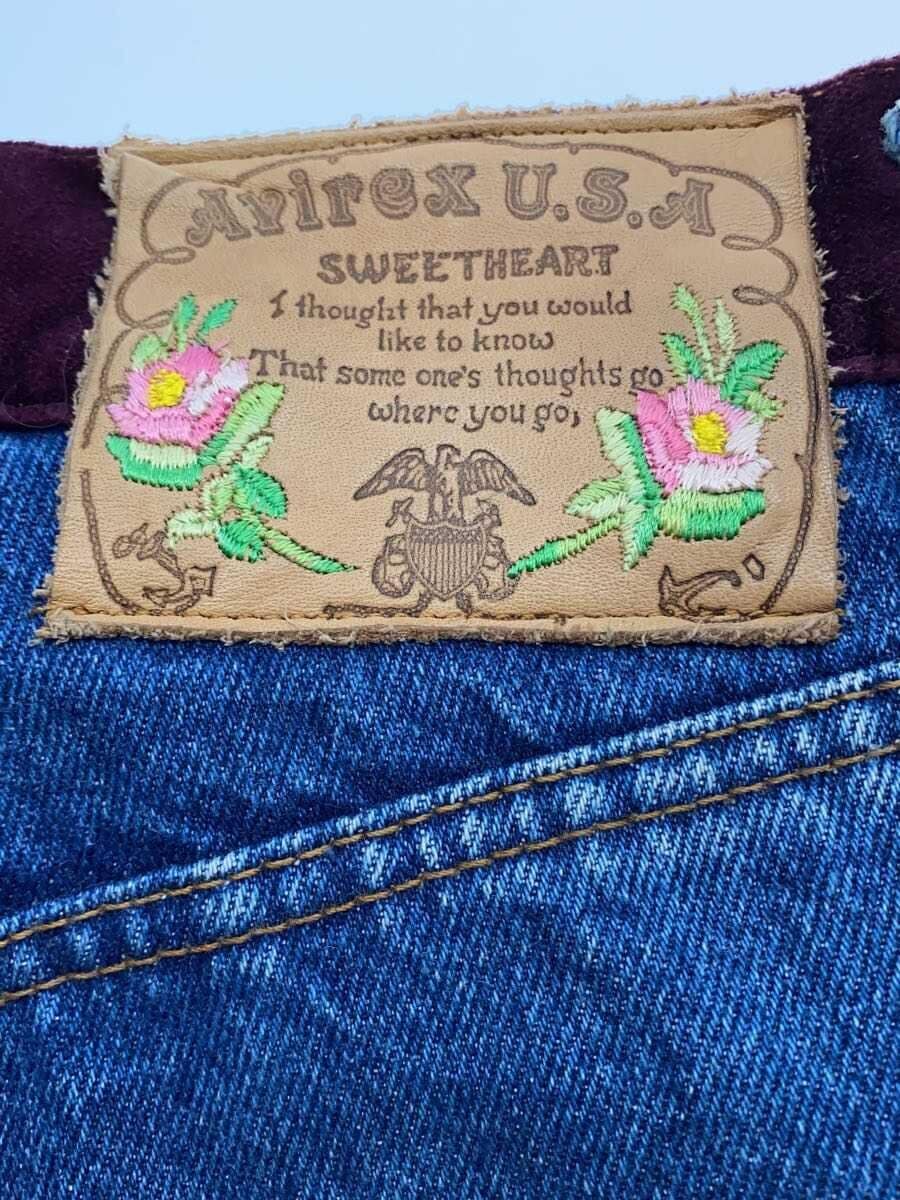 Avirex U.S.A
SWEETHEART
I thought that you would
like to know
That some one's thoughts go
where you go;